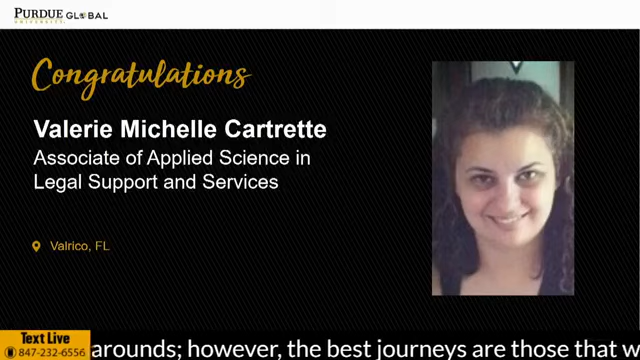 PURDUE GLOBAL
UNIVERSITY
Congratulations
Valerie Michelle Cartrette
Associate of Applied Science in
Legal Support and Services
Valrico, FL
Text Live
847-232-6556
arounds; however, the best journeys are those that w